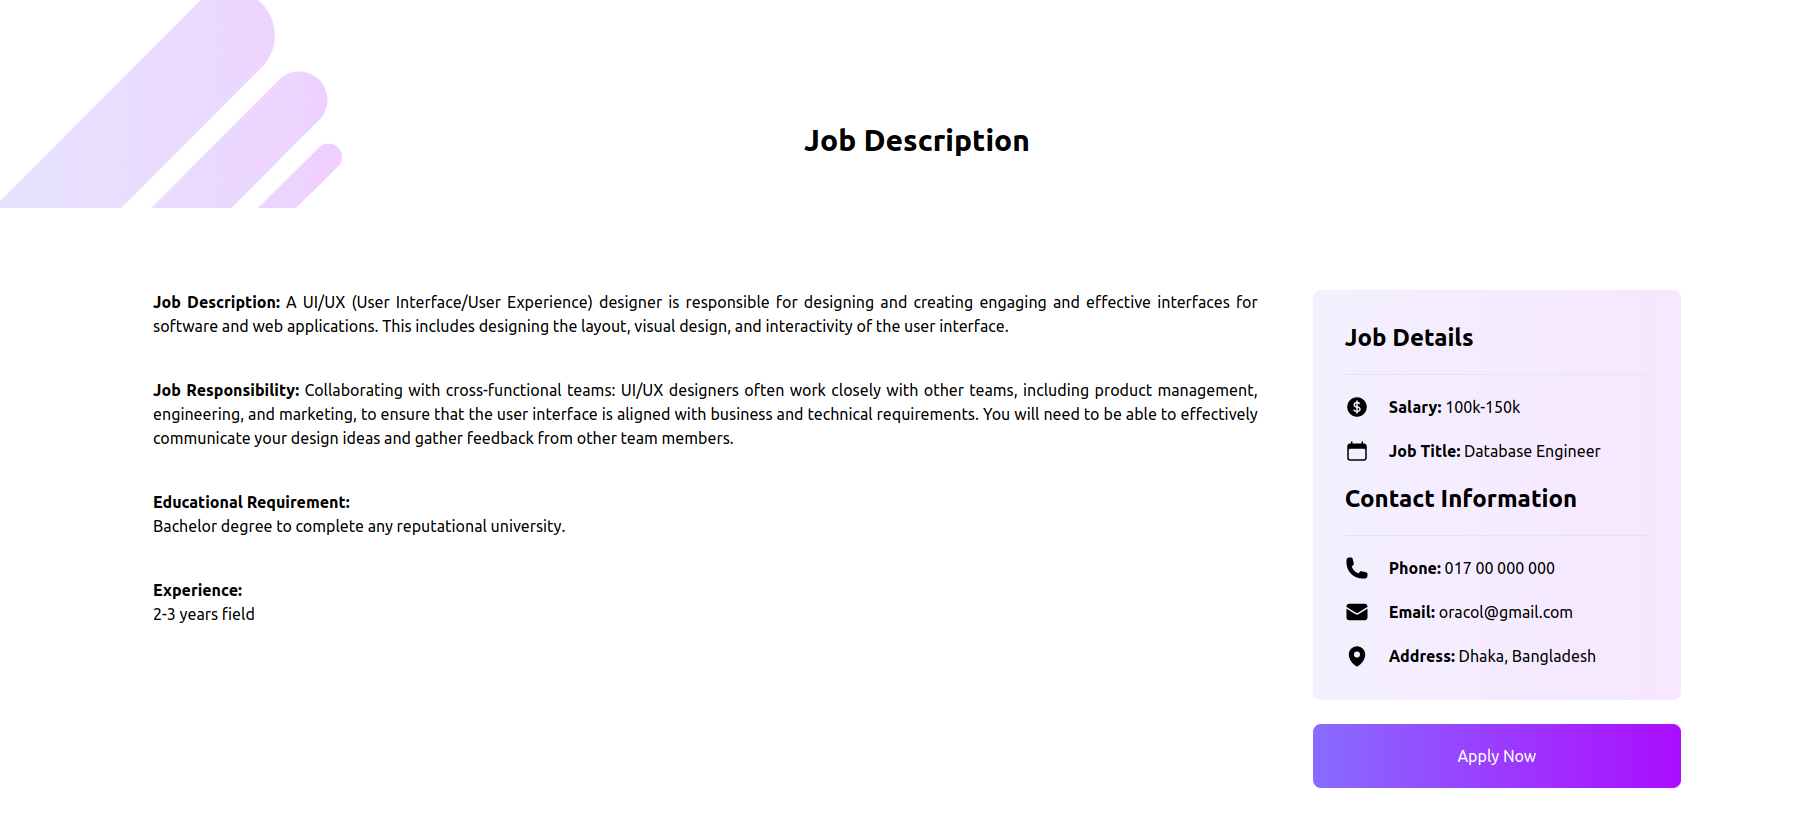 Job Description
Job Description: A UI/UX (User Interface/User Experience) designer is responsible for designing and creating engaging and effective interfaces for
software and web applications. This includes designing the layout, visual design, and interactivity of the user interface.
Job Responsibility: Collaborating with cross-functional teams: UI/UX designers often work closely with other teams, including product management,
engineering, and marketing, to ensure that the user interface is aligned with business and technical requirements. You will need to be able to effectively
communicate your design ideas and gather feedback from other team members.
Educational Requirement:
Bachelor degree to complete any reputational university.
Experience:
2-3 years field
Job Details
Salary: 100k-150k
Job Title: Database Engineer
Contact Information
Phone: 017 00 000 000
Email: oracol@gmail.com
Address: Dhaka, Bangladesh
Apply Now